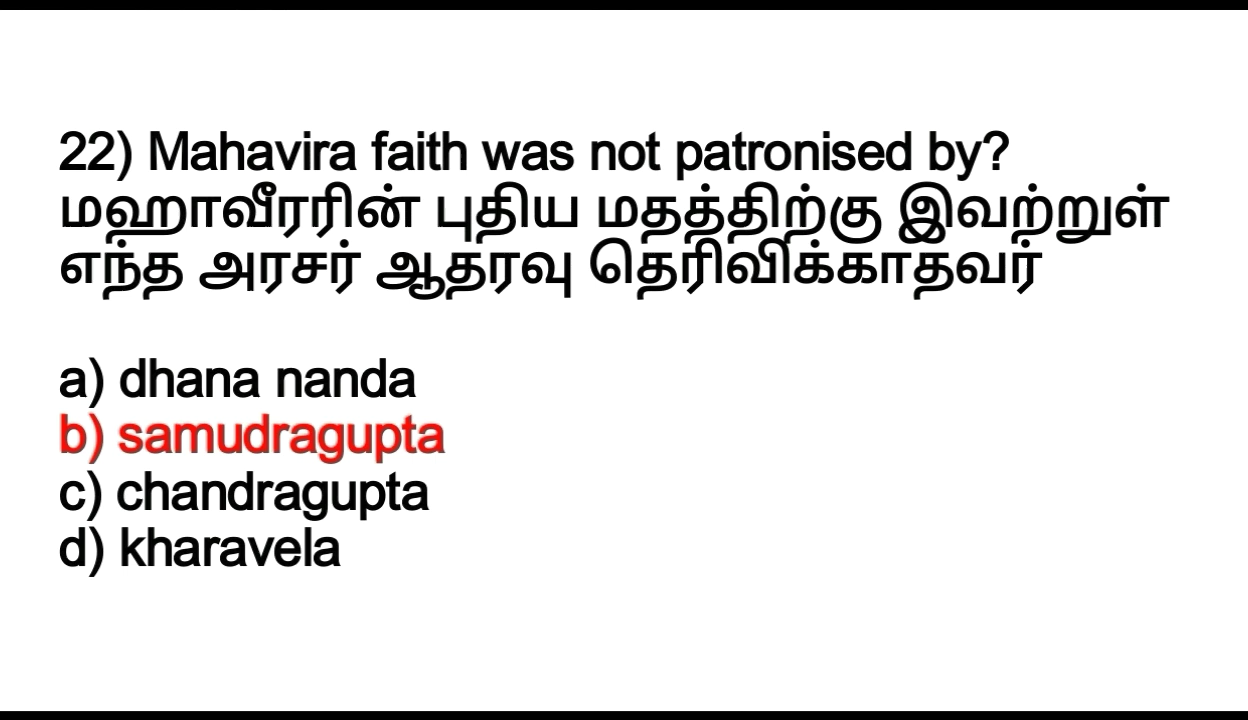 22) Mahavira faith was not patronised by?
மஹாவீரரின் புதிய மதத்திற்கு இவற்றுள்
எந்த அரசர் ஆதரவு தெரிவிக்காதவர்
a) dhana nanda
b) samudragupta
c) chandragupta
d) kharavela